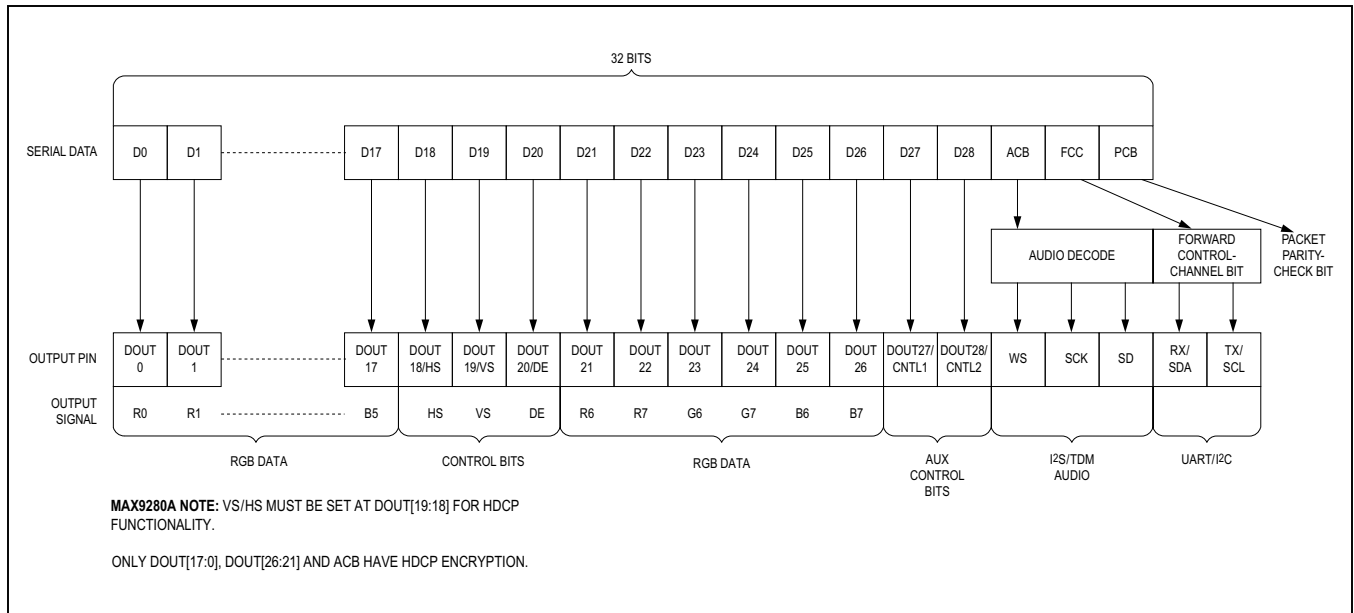 32 BITS
SERIAL DATA D0 D1 D17 D18 D19 D20 D21 D22 D23 D24 D25 D26 D27 D28 ACB FCC PCB
AUDIO DECODE
FORWARD
CONTROL-
CHANNEL BIT
PACKET
PARITY-
CHECK BIT
OUTPUT PIN
DOUT 0
DOUT 1
DOUT 17
DOUT 18/HS
DOUT 19/VS
DOUT 20/DE
DOUT 21
DOUT 22
DOUT 23
DOUT 24
DOUT 25
DOUT 26
DOUT27/ CNTL1
DOUT28/ CNTL2
WS
SCK
SD
RX/ SDA
TX/ SCL
OUTPUT
SIGNAL
R0 R1 B5 HS VS DE R6 R7 G6 G7 B6 B7
RGB DATA
CONTROL BITS
RGB DATA
AUX
CONTROL
BITS
I2S/TDM
AUDIO
UART/I2C
MAX9280A NOTE: VS/HS MUST BE SET AT DOUT[19:18] FOR HDCP
FUNCTIONALITY.
ONLY DOUT[17:0], DOUT[26:21] AND ACB HAVE HDCP ENCRYPTION.